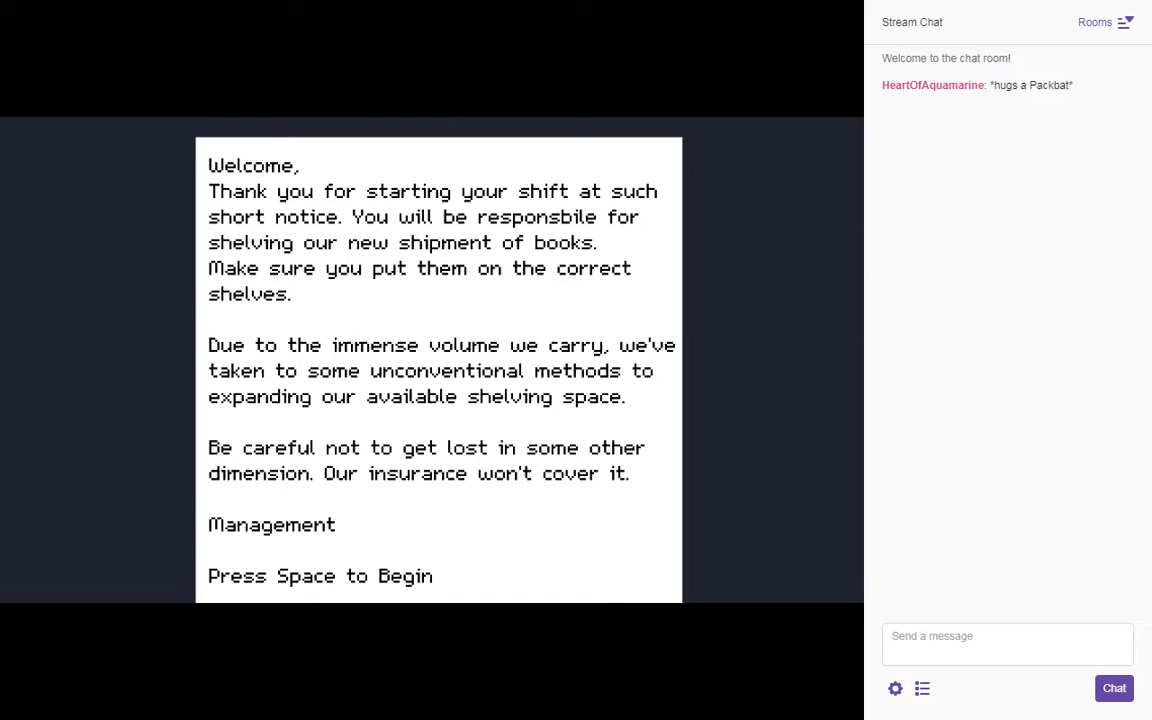 Welcome,
Thank you for starting your shift at such
short notice. You will be responsbile for
shelving our new shipment of books.
Make sure you put them on the correct
shelves.
Due to the immense volume we carry, we've
taken to some unconventional methods to
expanding our available shelving space.
Be careful not to get lost in some other
dimension. Our insurance won't cover it.
Management
Press Space to Begin
Stream Chat
Rooms
Welcome to the chat room!
HeartOfAquamarine: *hugs a Packbat*
Send a message
Chat